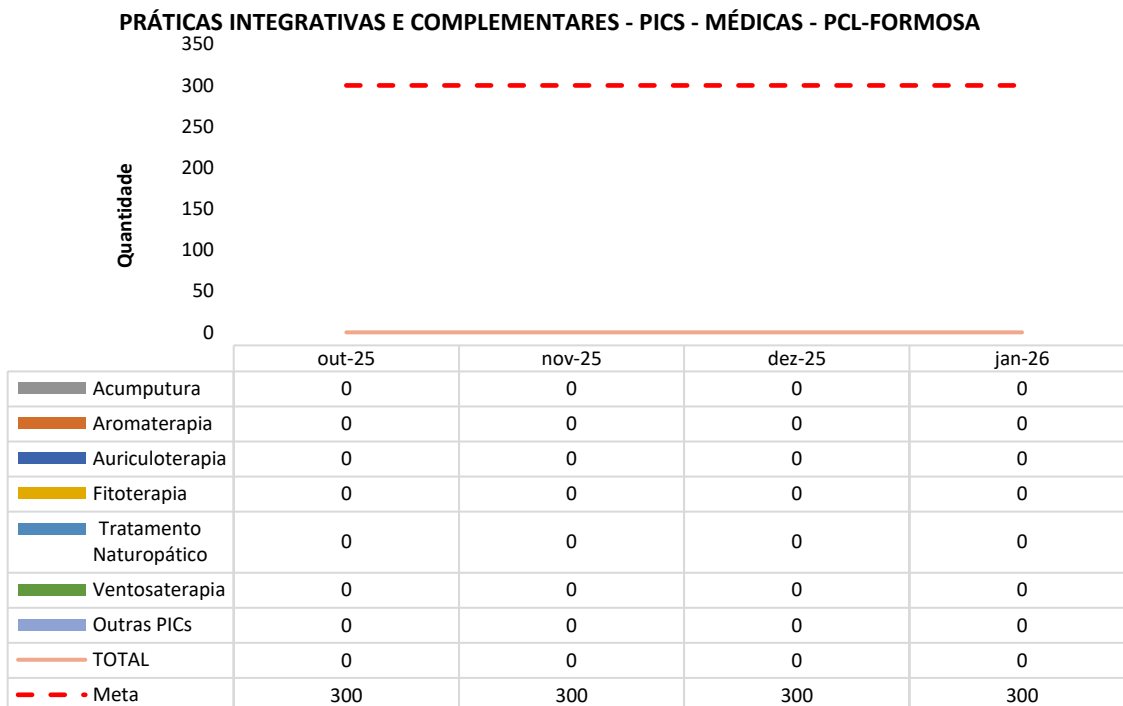 PRÁTICAS INTEGRATIVAS E COMPLEMENTARES - PICS - MÉDICAS - PCL-FORMOSA
350
300
250
200
150
100
50
0
Quantidade
out-25 nov-25 dez-25 jan-26
Acumputura 0 0 0 0
Aromaterapia 0 0 0 0
Auriculoterapia 0 0 0 0
Fitoterapia 0 0 0 0
Tratamento
Naturopático 0 0 0 0
Ventosaterapia 0 0 0 0
Outras PICs 0 0 0 0
TOTAL 0 0 0 0
Meta 300 300 300 300